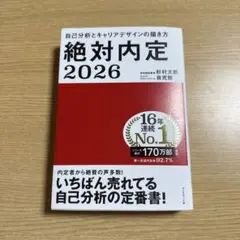 自己分析とキャリアデザインの描き方
絶対内定
2026
杉村太郎
熊谷智宏
16年
連続
No.1
170万部
92.7%
内定者から絶賛の声多数!
いちばん売れてる
自己分析の定番書!